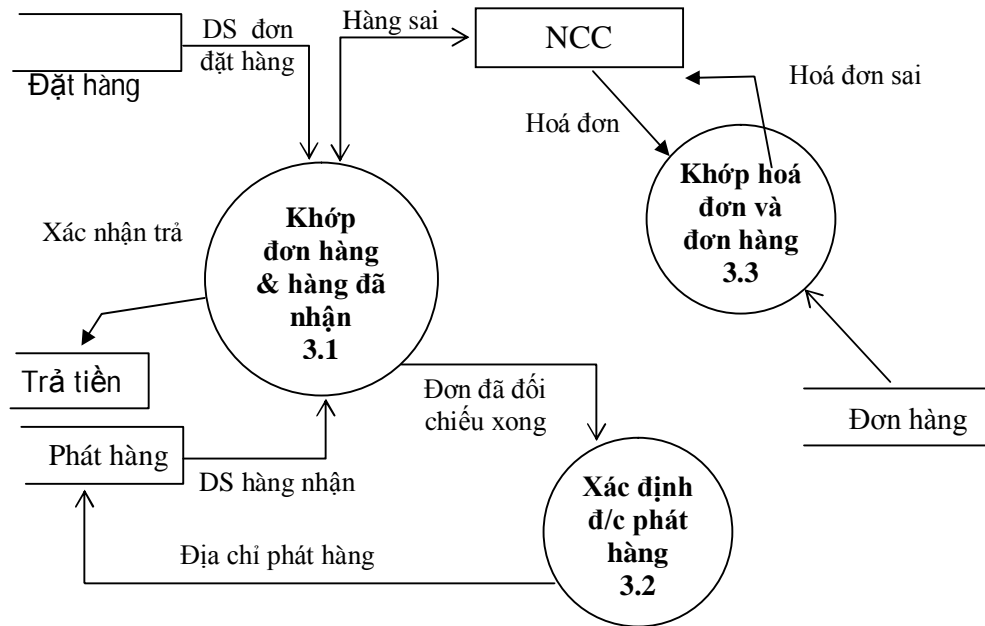 DS đơn
đặt hàng
Hàng sai
NCC
Đặt hàng
Hoá đơn sai
Hoá đơn
Khớp
đơn hàng
& hàng đã
nhận
3.1
Khớp hoá
đơn và
đơn hàng
3.3
Xác nhận trả
Trả tiền
Đơn đã đối
chiếu xong
Đơn hàng
Phát hàng
DS hàng nhận
Xác định
đ/c phát
hàng
3.2
Địa chỉ phát hàng